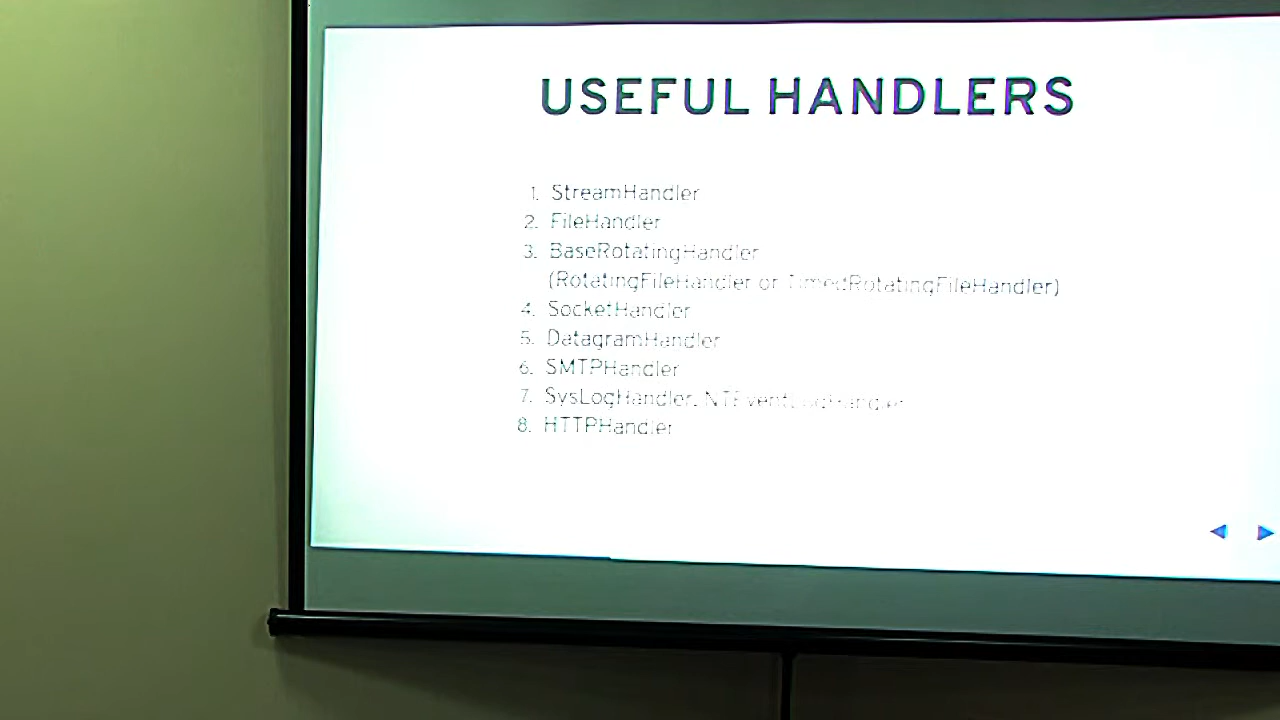 USEFUL HANDLERS
1. StreamHandler
2. FileHandler
3. BaseRotatingHandler
(RotatingFileHandler or TimedRotatingFileHandler)
4. SocketHandler
5. DatagramHandler
6. SMTPHandler
7. SysLogHandler, NTEventLogHandler
8. HTTPHandler